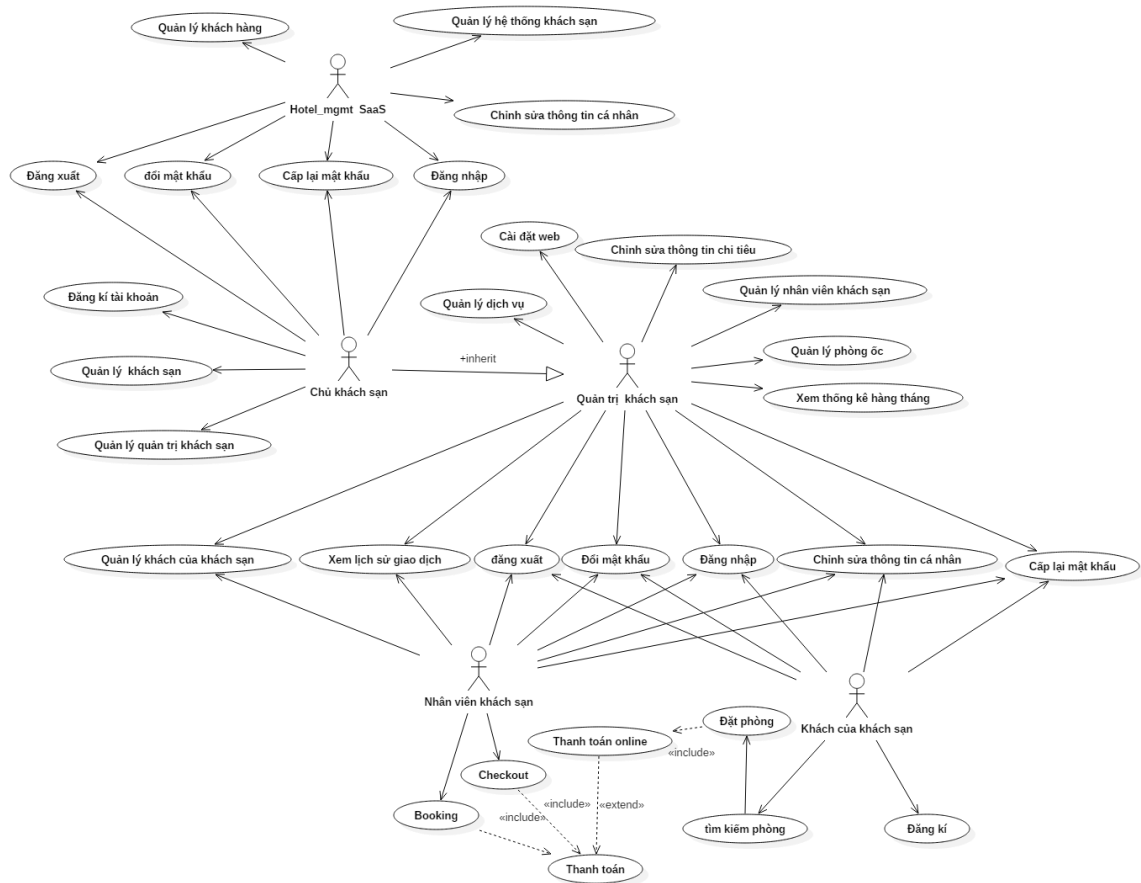 Quản lý khách hàng
Quản lý hệ thống khách sạn
Hotel_mgmt SaaS
Chỉnh sửa thông tin cá nhân
Đăng xuất
đổi mật khẩu
Cấp lại mật khẩu
Đăng nhập
Cài đặt web
Chỉnh sửa thông tin chi tiêu
Đăng kí tài khoản
Quản lý dịch vụ
Quản lý nhân viên khách sạn
+inherit
Quản lý phòng ốc
Quản lý khách sạn
Chủ khách sạn
Quản trị khách sạn
Xem thống kê hàng tháng
Quản lý quản trị khách sạn
Quản lý khách của khách sạn
Xem lịch sử giao dịch
đăng xuất
Đổi mật khẩu
Đăng nhập
Chỉnh sửa thông tin cá nhân
Cấp lại mật khẩu
Nhân viên khách sạn
Khách của khách sạn
Đặt phòng
Thanh toán online
«include»
Checkout
«include»
«extend»
Booking
«include»
tìm kiếm phòng
Đăng kí
Thanh toán